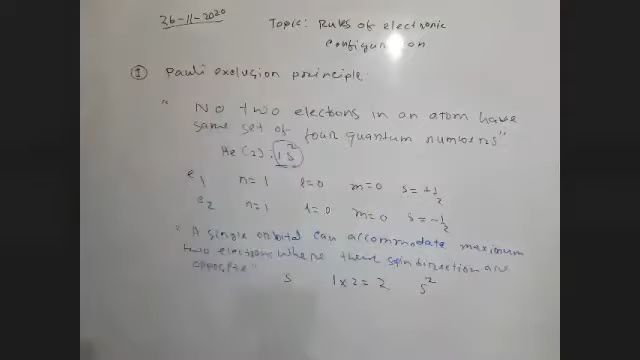 26-11-2020
Topic: Rules of electronic
configuration
① Pauli exclusion principle
" No two electrons in an atom have
same set of four quantum numbers"
He (2): 1s²
e₁ n=1 l=0 m=0 s=+1/2
e₂ n=1 l=0 m=0 s=-1/2
"A single orbital can accommodate maximum
two electrons where their spin direction are
opposite"
s 1×2=2 s²